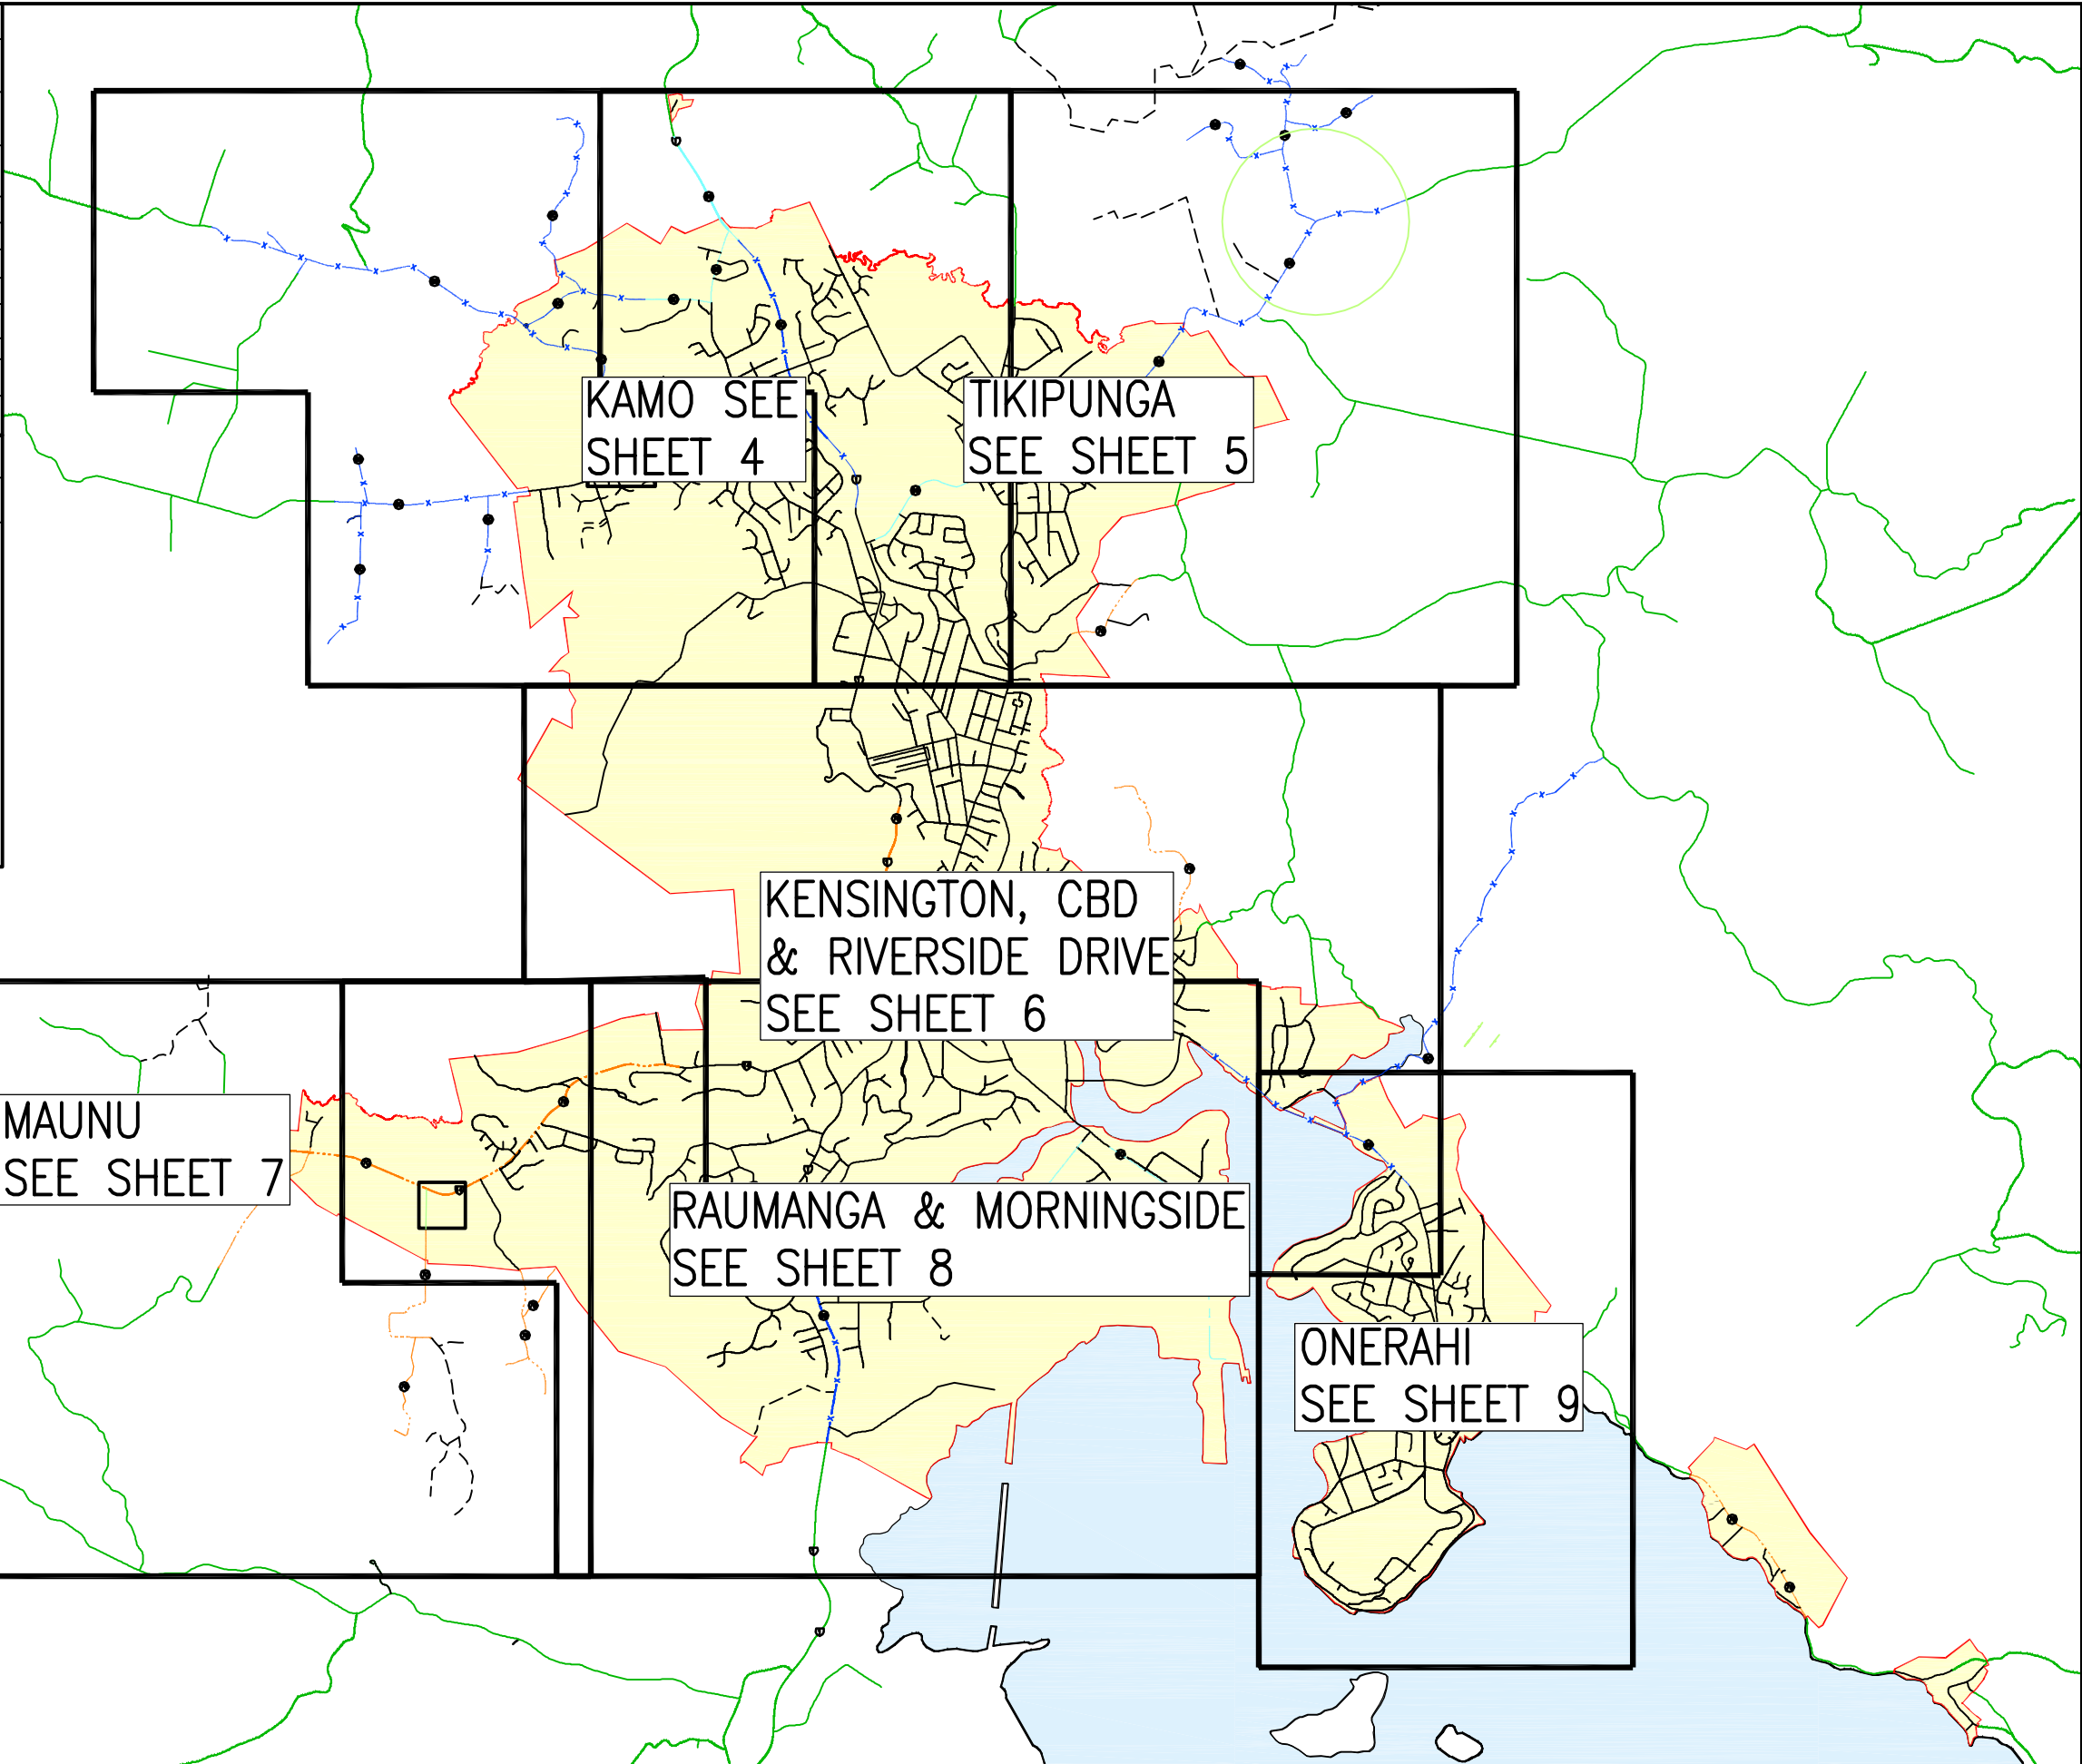 KAMO SEE
SHEET 4
TIKIPUNGA
SEE SHEET 5
KENSINGTON, CBD
& RIVERSIDE DRIVE
SEE SHEET 6
MAUNU
SEE SHEET 7
RAUMANGA & MORNINGSIDE
SEE SHEET 8
ONERAHI
SEE SHEET 9